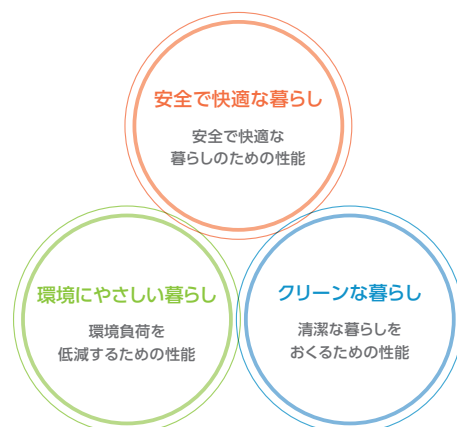 安全で快適な暮らし
安全で快適な
暮らしのための性能
環境にやさしい暮らし
環境負荷を
低減するための性能
クリーンな暮らし
清潔な暮らしを
おくるための性能